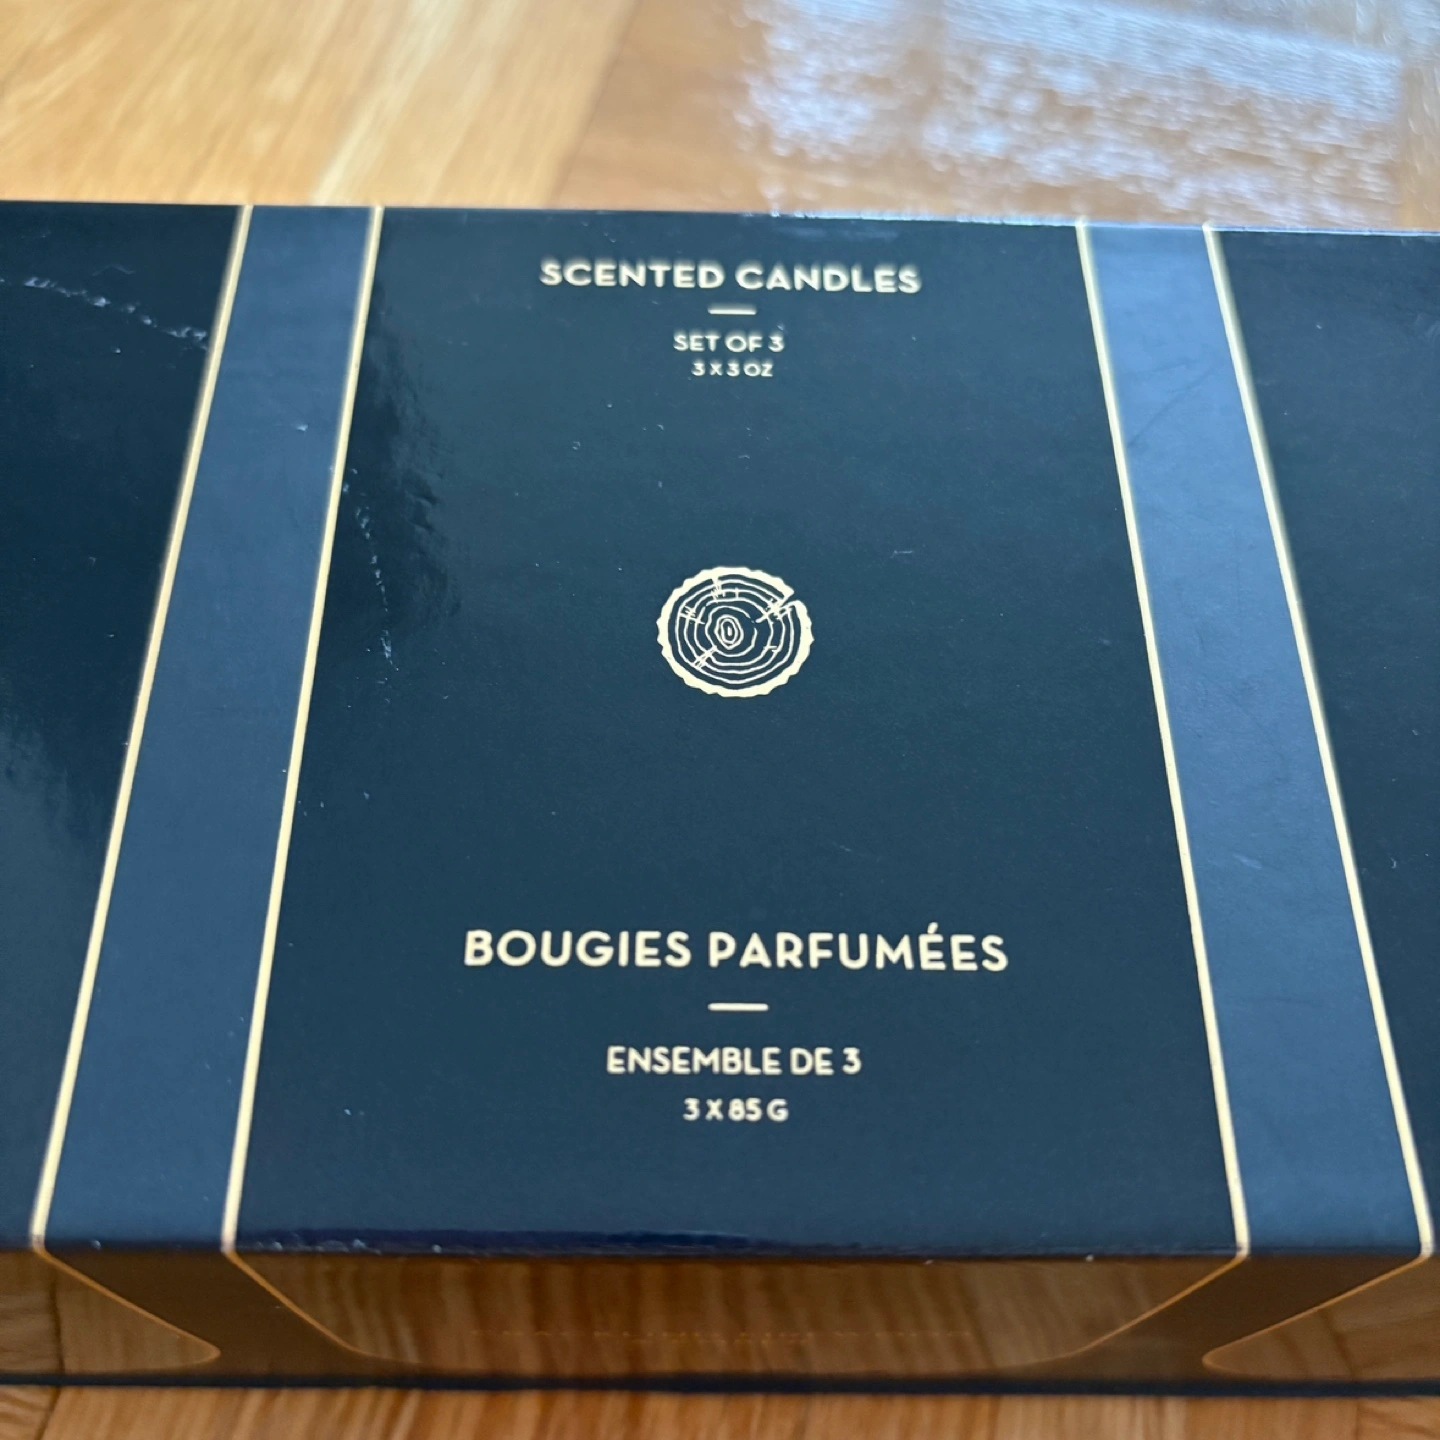 SCENTED CANDLES
SET OF 3
3 X 3 OZ
BOUGIES PARFUMÉES
ENSEMBLE DE 3
3 X 85 G